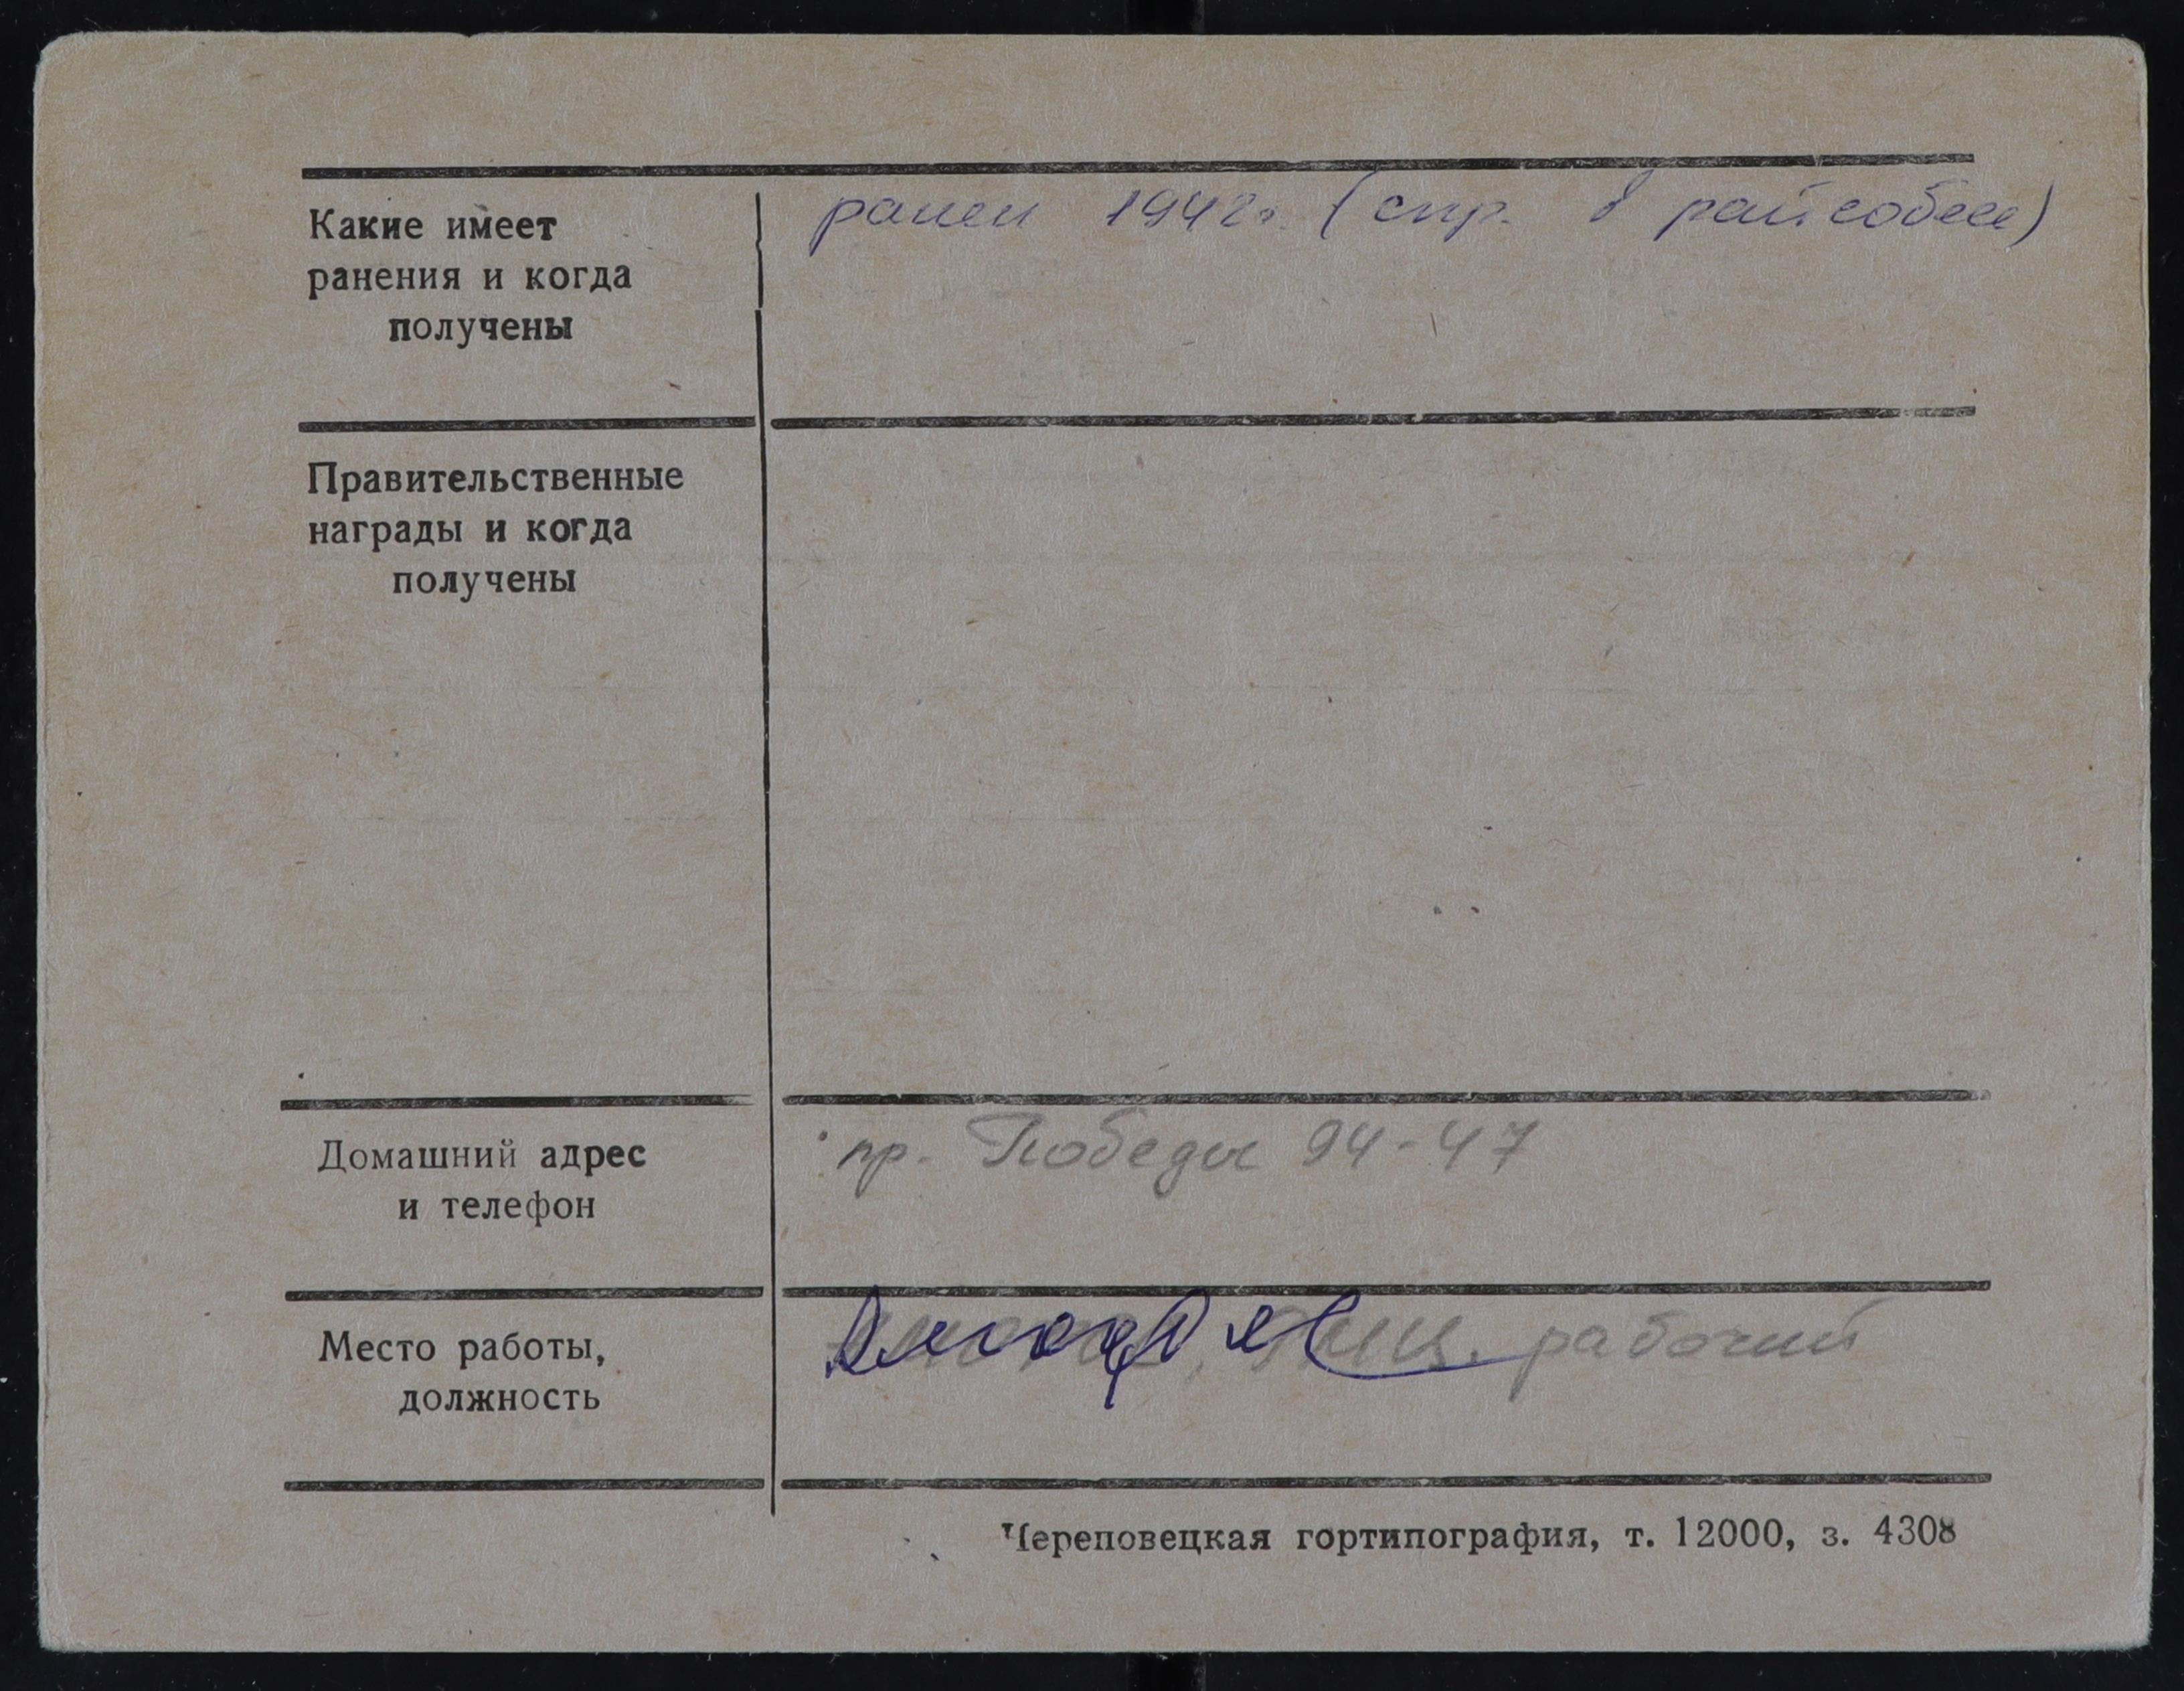 Какие имеет
ранения и когда
получены
ранен 1942г. (спр. в райсобесе)
Правительственные
награды и когда
получены
Домашний адрес
и телефон
пр. Победы 94-47
Место работы,
должность
рабочий
Череповецкая гортипография, т. 12000, з. 4308